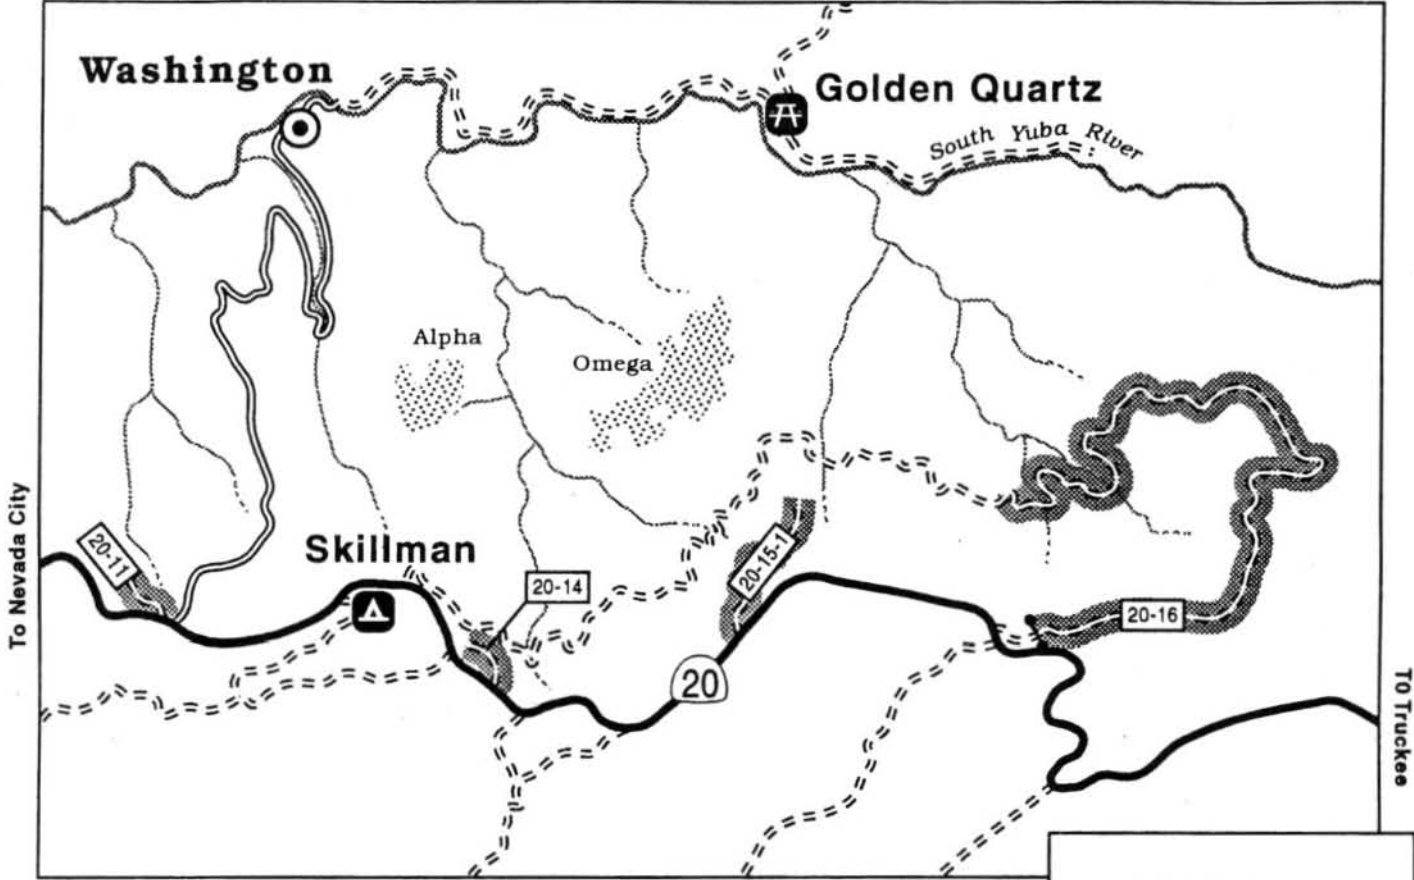 Washington
Golden Quartz
South Yuba River
Alpha
Omega
To Nevada City
20-11
Skillman
20-14
20-15-1
20-16
20
To Truckee